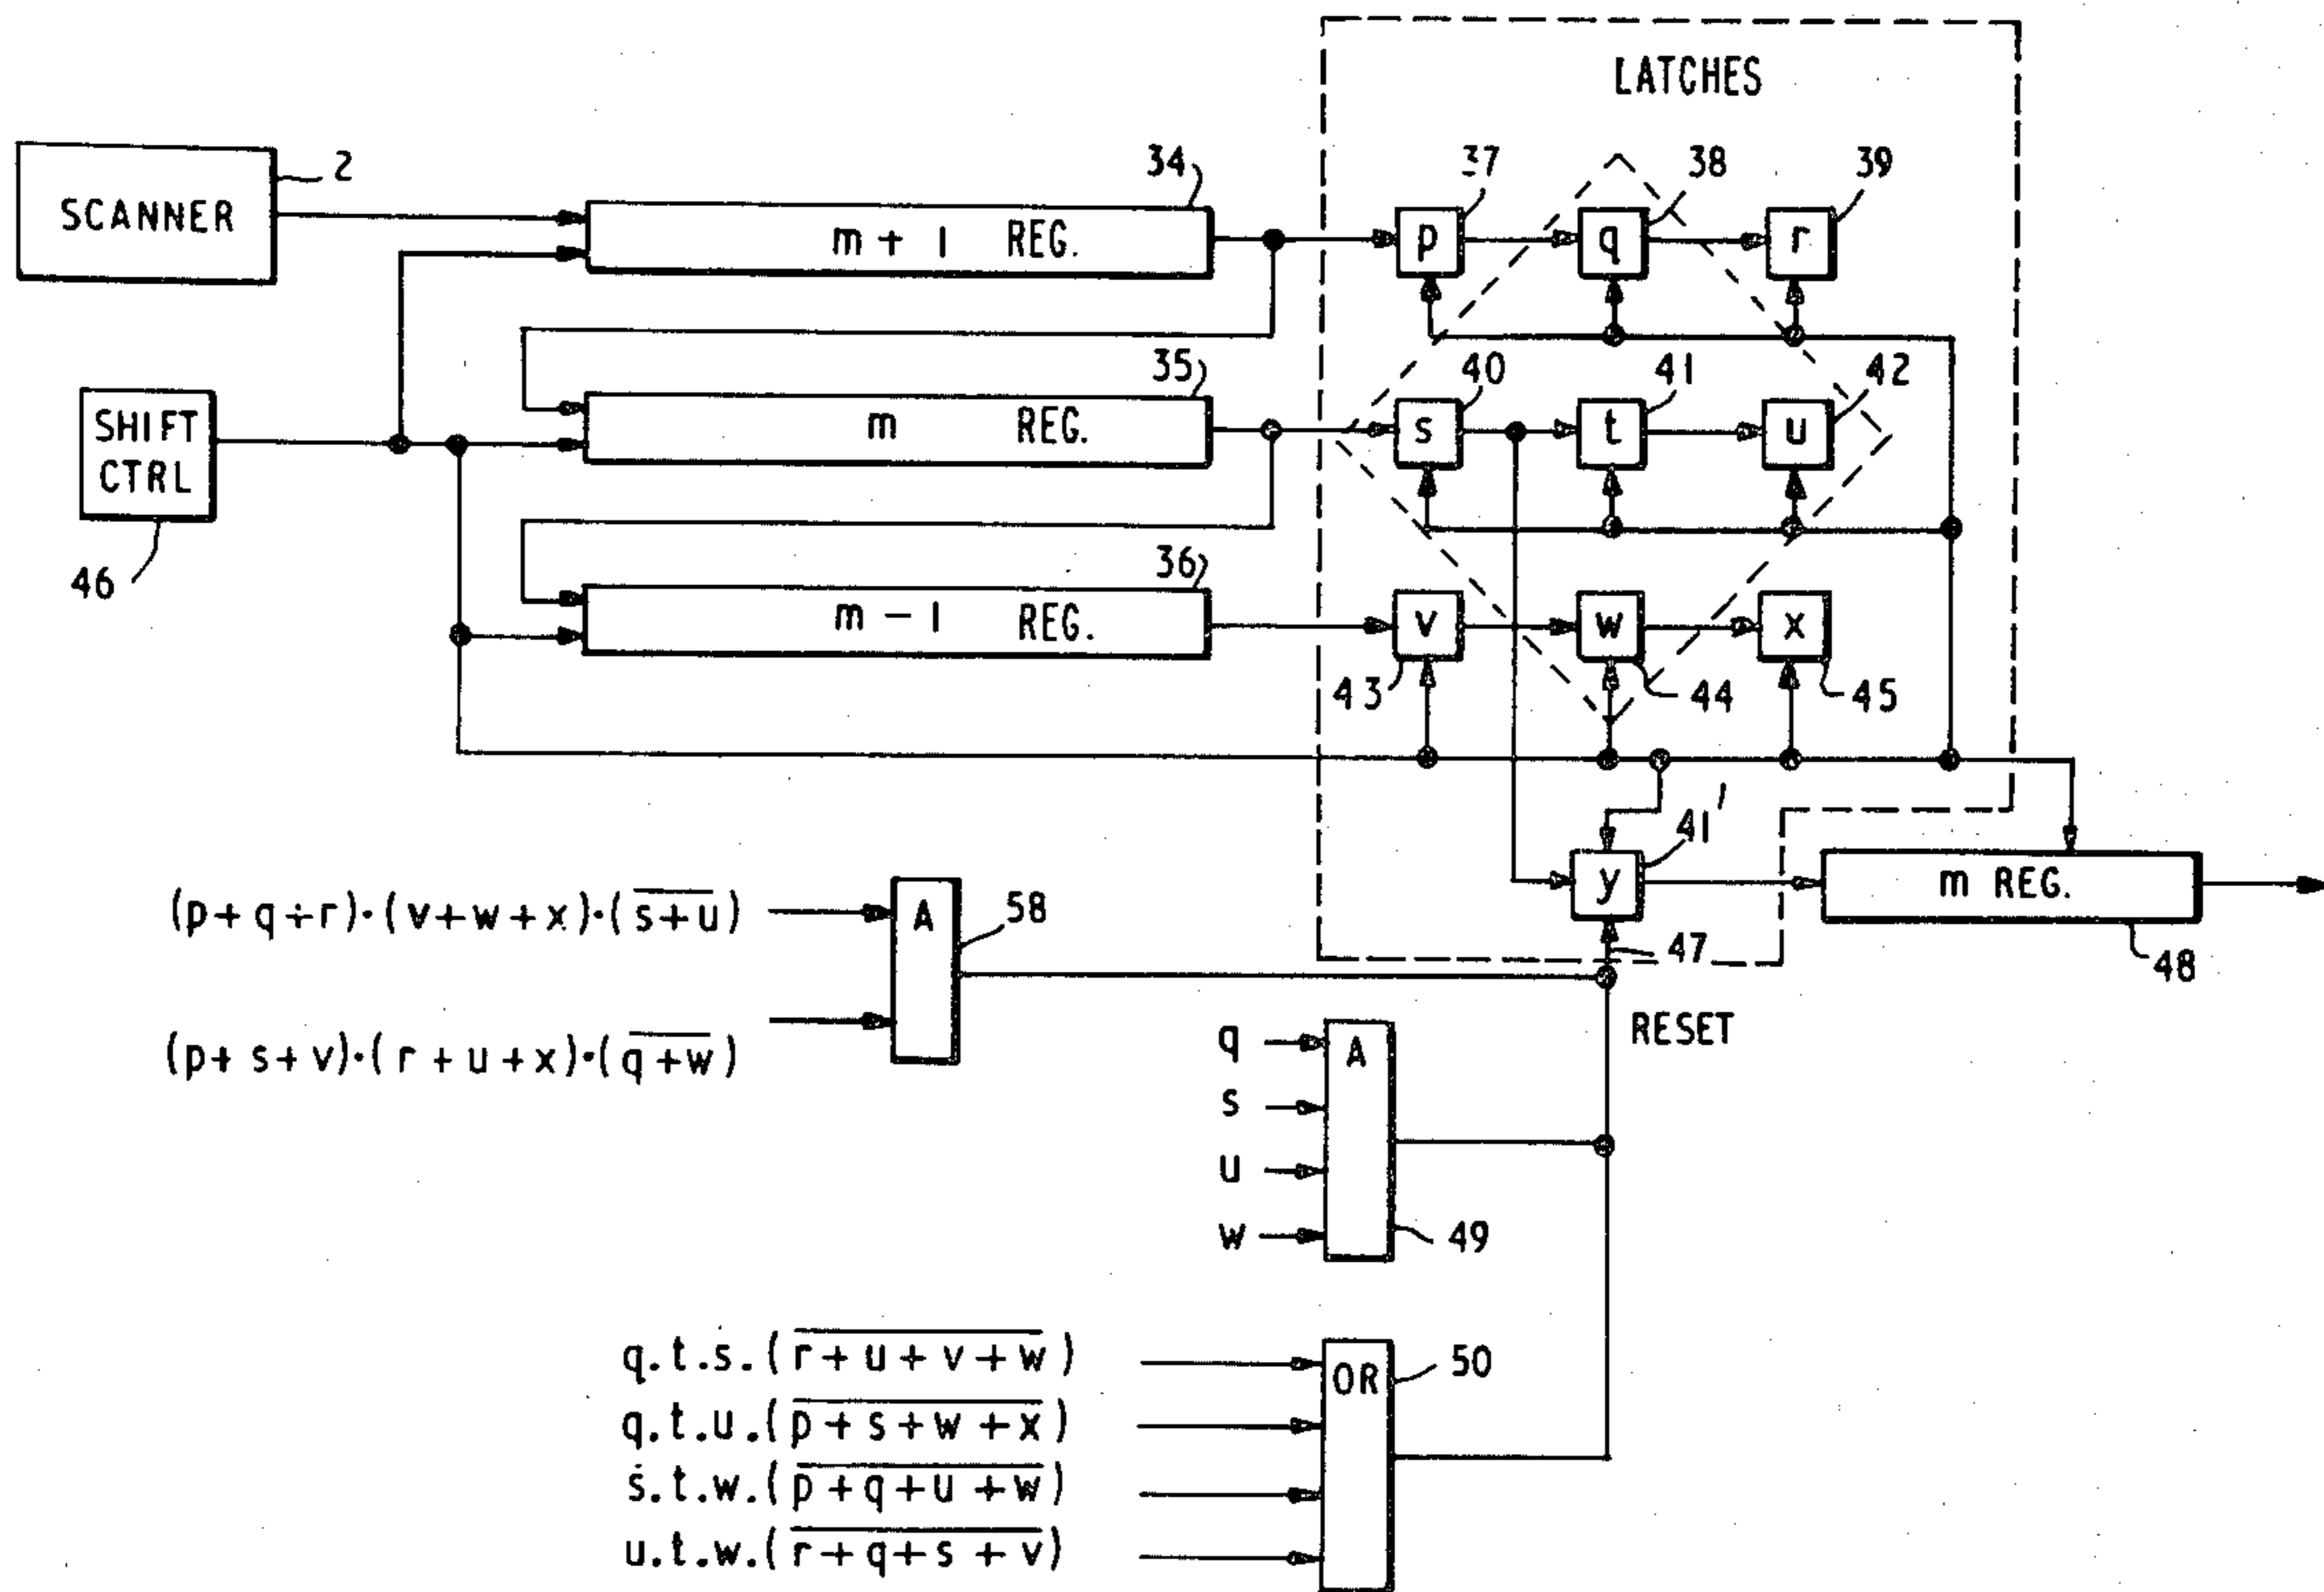 LATCHES
SCANNER
2
m + 1 REG.
34
p
37
q
38
r
39
SHIFT
CTRL
46
m REG.
35
s
40
t
41
u
42
m - 1 REG.
36
v
43
w
44
x
45
y
41'
47
m REG.
48
RESET
(p+q+r)·(v+w+x)·(s̅+̅u̅)
(p+s+v)·(r+u+x)·(q̅+̅w̅)
A
58
q
s
u
w
A
49
q.t.s.(r̅+̅u̅+̅v̅+̅w̅)
q.t.u.(p̅+̅s̅+̅w̅+̅x̅)
s.t.w.(p̅+̅q̅+̅u̅+̅w̅)
u.t.w.(r̅+̅q̅+̅s̅+̅v̅)
OR
50